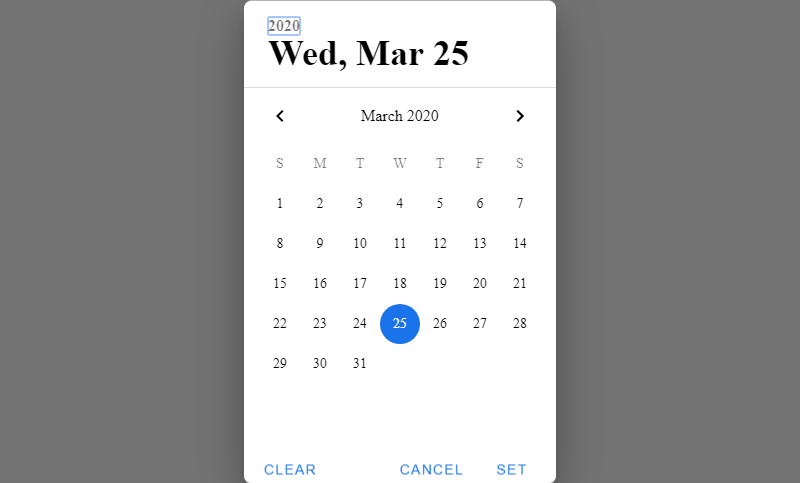 2020
Wed, Mar 25
March 2020
S M T W T F S
1 2 3 4 5 6 7
8 9 10 11 12 13 14
15 16 17 18 19 20 21
22 23 24 25 26 27 28
29 30 31
CLEAR CANCEL SET